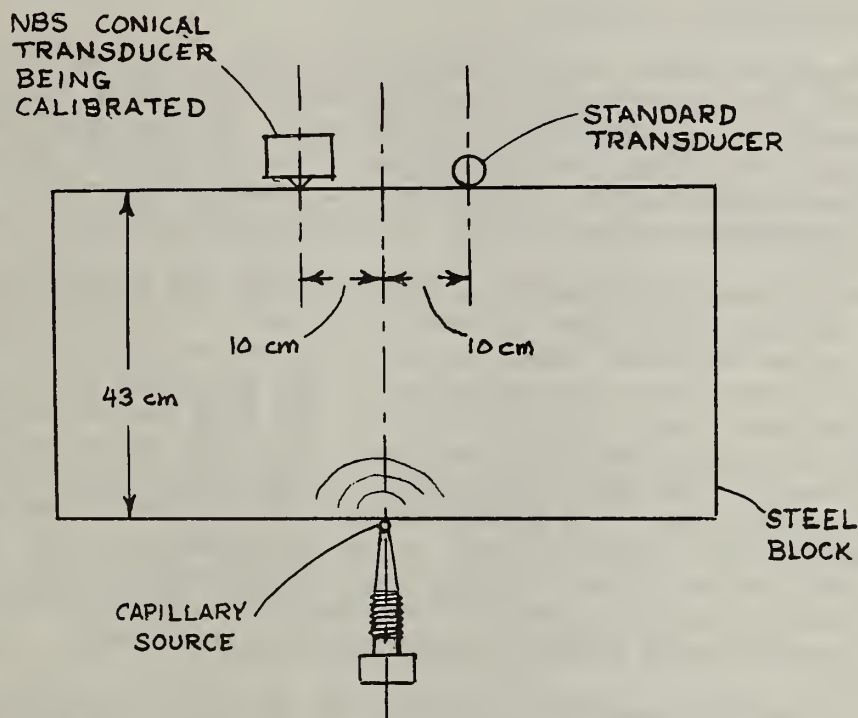 NBS CONICAL
TRANSDUCER
BEING
CALIBRATED
STANDARD
TRANSDUCER
10 cm
10 cm
43 cm
STEEL
BLOCK
CAPILLARY
SOURCE